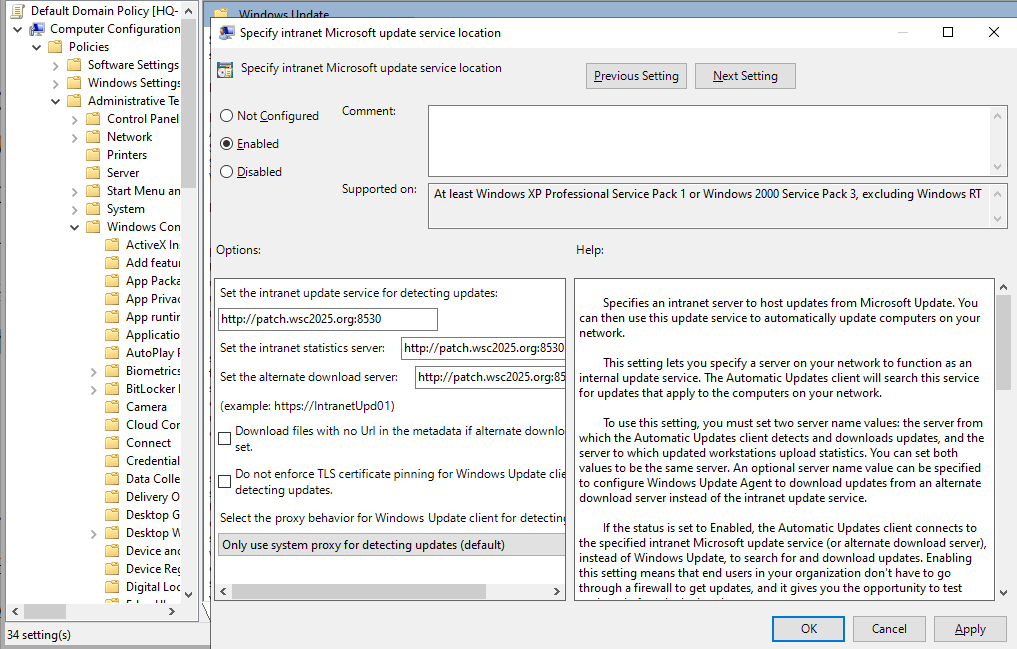 Default Domain Policy [HQ-
Computer Configuration
Policies
Software Settings
Windows Settings
Administrative Te
Control Panel
Network
Printers
Server
Start Menu an
System
Windows Con
ActiveX Ins
Add featur
App Packa
App Privac
App runtir
Applicatio
AutoPlay P
Biometrics
BitLocker
Camera
Cloud Con
Connect
Credential
Data Colle
Delivery O
Desktop G
Desktop W
Device and
Device Reg
Digital Loc
34 setting(s)
Windows Update
Specify intranet Microsoft update service location
Specify intranet Microsoft update service location
Previous Setting
Next Setting
Not Configured
Enabled
Disabled
Comment:
Supported on:
At least Windows XP Professional Service Pack 1 or Windows 2000 Service Pack 3, excluding Windows RT
Options:
Set the intranet update service for detecting updates:
http://patch.wsc2025.org:8530
Set the intranet statistics server:
http://patch.wsc2025.org:8530
Set the alternate download server:
http://patch.wsc2025.org:85
(example: https://IntranetUpd01)
Download files with no Url in the metadata if alternate downlo
set.
Do not enforce TLS certificate pinning for Windows Update clie
detecting updates.
Select the proxy behavior for Windows Update client for detecting
Only use system proxy for detecting updates (default)
Help:
Specifies an intranet server to host updates from Microsoft Update. You
can then use this update service to automatically update computers on your
network.
This setting lets you specify a server on your network to function as an
internal update service. The Automatic Updates client will search this service
for updates that apply to the computers on your network.
To use this setting, you must set two server name values: the server from
which the Automatic Updates client detects and downloads updates, and the
server to which updated workstations upload statistics. You can set both
values to be the same server. An optional server name value can be specified
to configure Windows Update Agent to download updates from an alternate
download server instead of the intranet update service.
If the status is set to Enabled, the Automatic Updates client connects to
the specified intranet Microsoft update service (or alternate download server),
instead of Windows Update, to search for and download updates. Enabling
this setting means that end users in your organization don't have to go
through a firewall to get updates, and it gives you the opportunity to test
OK
Cancel
Apply